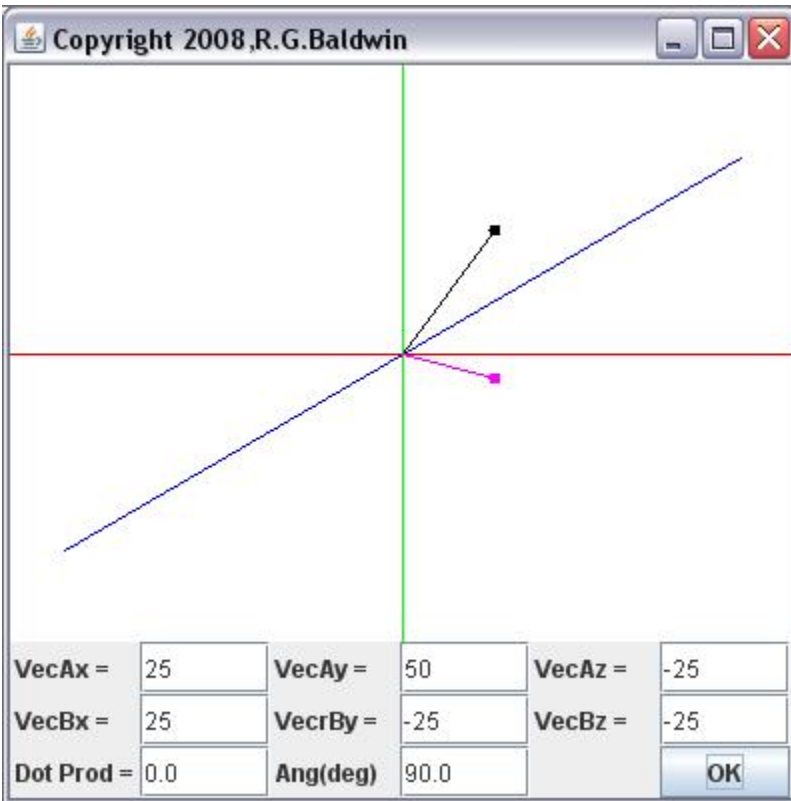 Copyright 2008,R.G.Baldwin
VecAx = 25 VecAy = 50 VecAz = -25
VecBx = 25 VecrBy = -25 VecBz = -25
Dot Prod = 0.0 Ang(deg) 90.0 OK